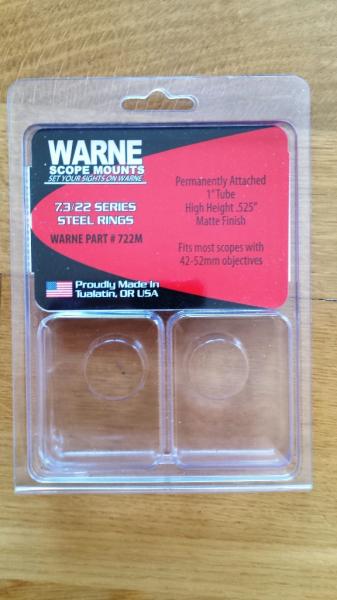 WARNE
SCOPE MOUNTS
SET YOUR SIGHTS ON WARNE.
7.3/22 SERIES
STEEL RINGS
WARNE PART # 722M
Proudly Made In
Tualatin, OR USA
Permanently Attached
1" Tube
High Height .525"
Matte Finish
Fits most scopes with
42-52mm objectives